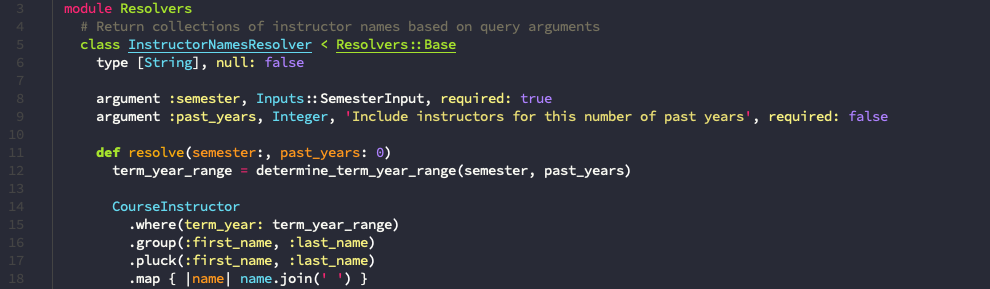 3 module Resolvers
4   # Return collections of instructor names based on query arguments
5   class InstructorNamesResolver < Resolvers::Base
6     type [String], null: false
7
8     argument :semester, Inputs::SemesterInput, required: true
9     argument :past_years, Integer, 'Include instructors for this number of past years', required: false
10
11     def resolve(semester:, past_years: 0)
12       term_year_range = determine_term_year_range(semester, past_years)
13
14       CourseInstructor
15         .where(term_year: term_year_range)
16         .group(:first_name, :last_name)
17         .pluck(:first_name, :last_name)
18         .map { |name| name.join(' ') }